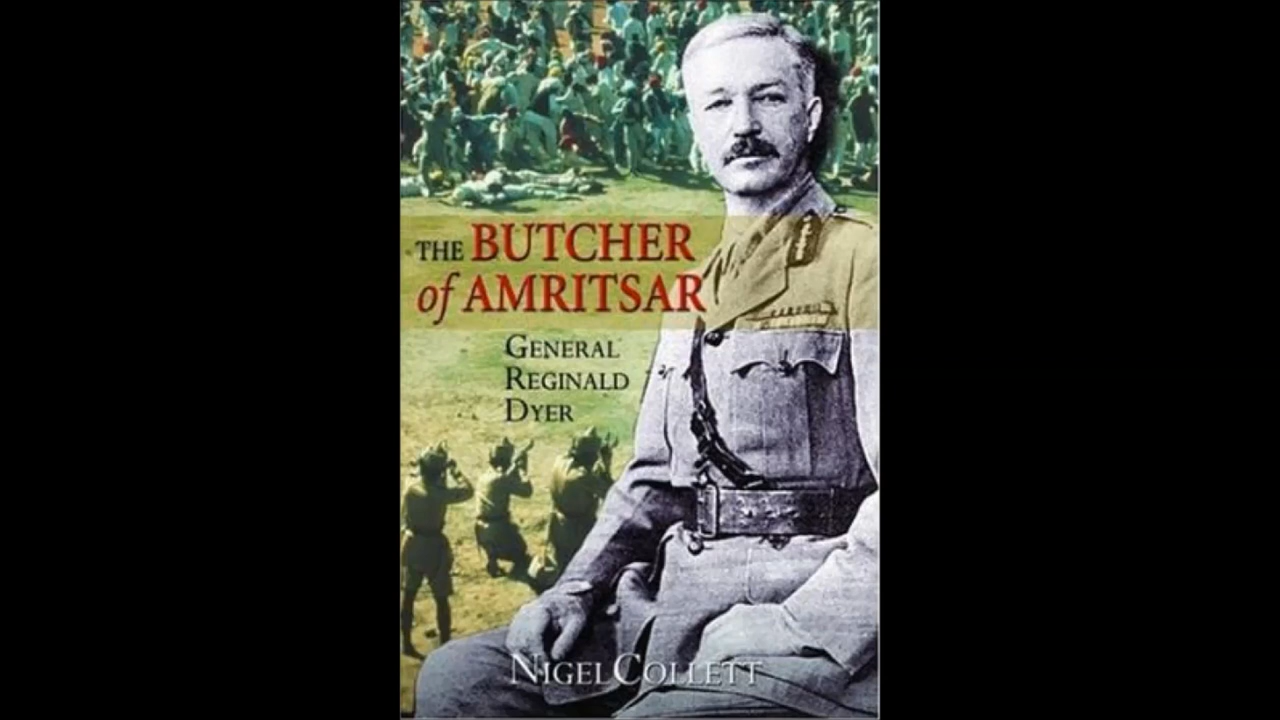 THE BUTCHER
of AMRITSAR
GENERAL
REGINALD
DYER
NIGEL COLLETT